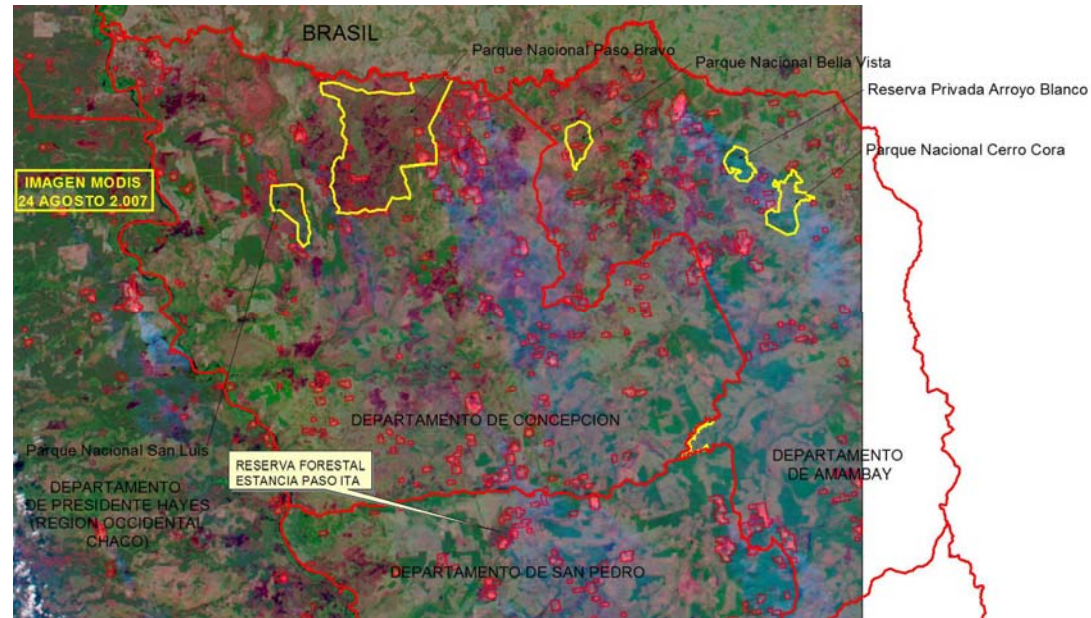 BRASIL
Parque Nacional Paso Bravo
Parque Nacional Bella Vista
Reserva Privada Arroyo Blanco
Parque Nacional Cerro Cora
IMAGEN MODIS
24 AGOSTO 2.007
DEPARTAMENTO DE CONCEPCION
Parque Nacional San Luis
RESERVA FORESTAL
ESTANCIA PASO ITA
DEPARTAMENTO
DE AMAMBAY
DEPARTAMENTO
DE PRESIDENTE HAYES
(REGION OCCIDENTAL
CHACO)
DEPARTAMENTO DE SAN PEDRO